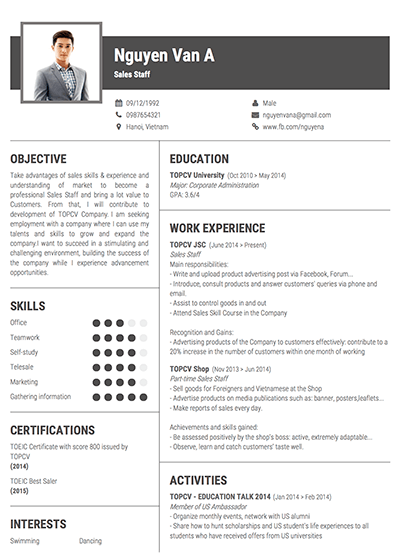 Nguyen Van A
Sales Staff
09/12/1992
Male
0987654321
nguyenvana@gmail.com
Hanoi, Vietnam
www.fb.com/nguyena
OBJECTIVE
Take advantages of sales skills & experience and
understanding of market to become a
professional Sales Staff and bring a lot value to
Customers. From that, I will contribute to
development of TOPCV Company. I am seeking
employment with a company where I can use my
talents and skills to grow and expand the
company.I want to succeed in a stimulating and
challenging environment, building the success of
the company while I experience advancement
opportunities.
SKILLS
Office
Teamwork
Self-study
Telesale
Marketing
Gathering information
CERTIFICATIONS
TOEIC Certificate with score 800 issued by
TOPCV
(2014)
TOEIC Best Saler
(2015)
INTERESTS
Swimming
Dancing
EDUCATION
TOPCV University (Oct 2010 > May 2014)
Major: Corporate Administration
GPA: 3.6/4
WORK EXPERIENCE
TOPCV JSC (June 2014 > Present)
Sales Staff
Main responsibilities:
- Write and upload product advertising post via Facebook, Forum...
- Introduce, consult products and answer customers' queries via phone and
email.
- Assist to control goods in and out
- Attend Sales Skill Course in the Company
Recognition and Gains:
- Advertising products of the Company to customers effectively: contribute to a
20% increase in the number of customers within one month of working
TOPCV Shop (Nov 2013 > Jun 2014)
Part-time Sales Staff
- Sell goods for Foreigners and Vietnamese at the Shop
- Advertise products on media publications such as: banner, posters,leaflets...
- Make reports of sales every day.
Achievements and skills gained:
- Be assessed positively by the shop's boss: active, extremely adaptable...
- Observe, learn and catch customers' taste well.
ACTIVITIES
TOPCV - EDUCATION TALK 2014 (Jan 2014 > Feb 2014)
Member of US Ambassador
- Organize monthly events, network with US alumni
- Share how to hunt scholarships and US student's life experiences to all
students who have received offers from US universities